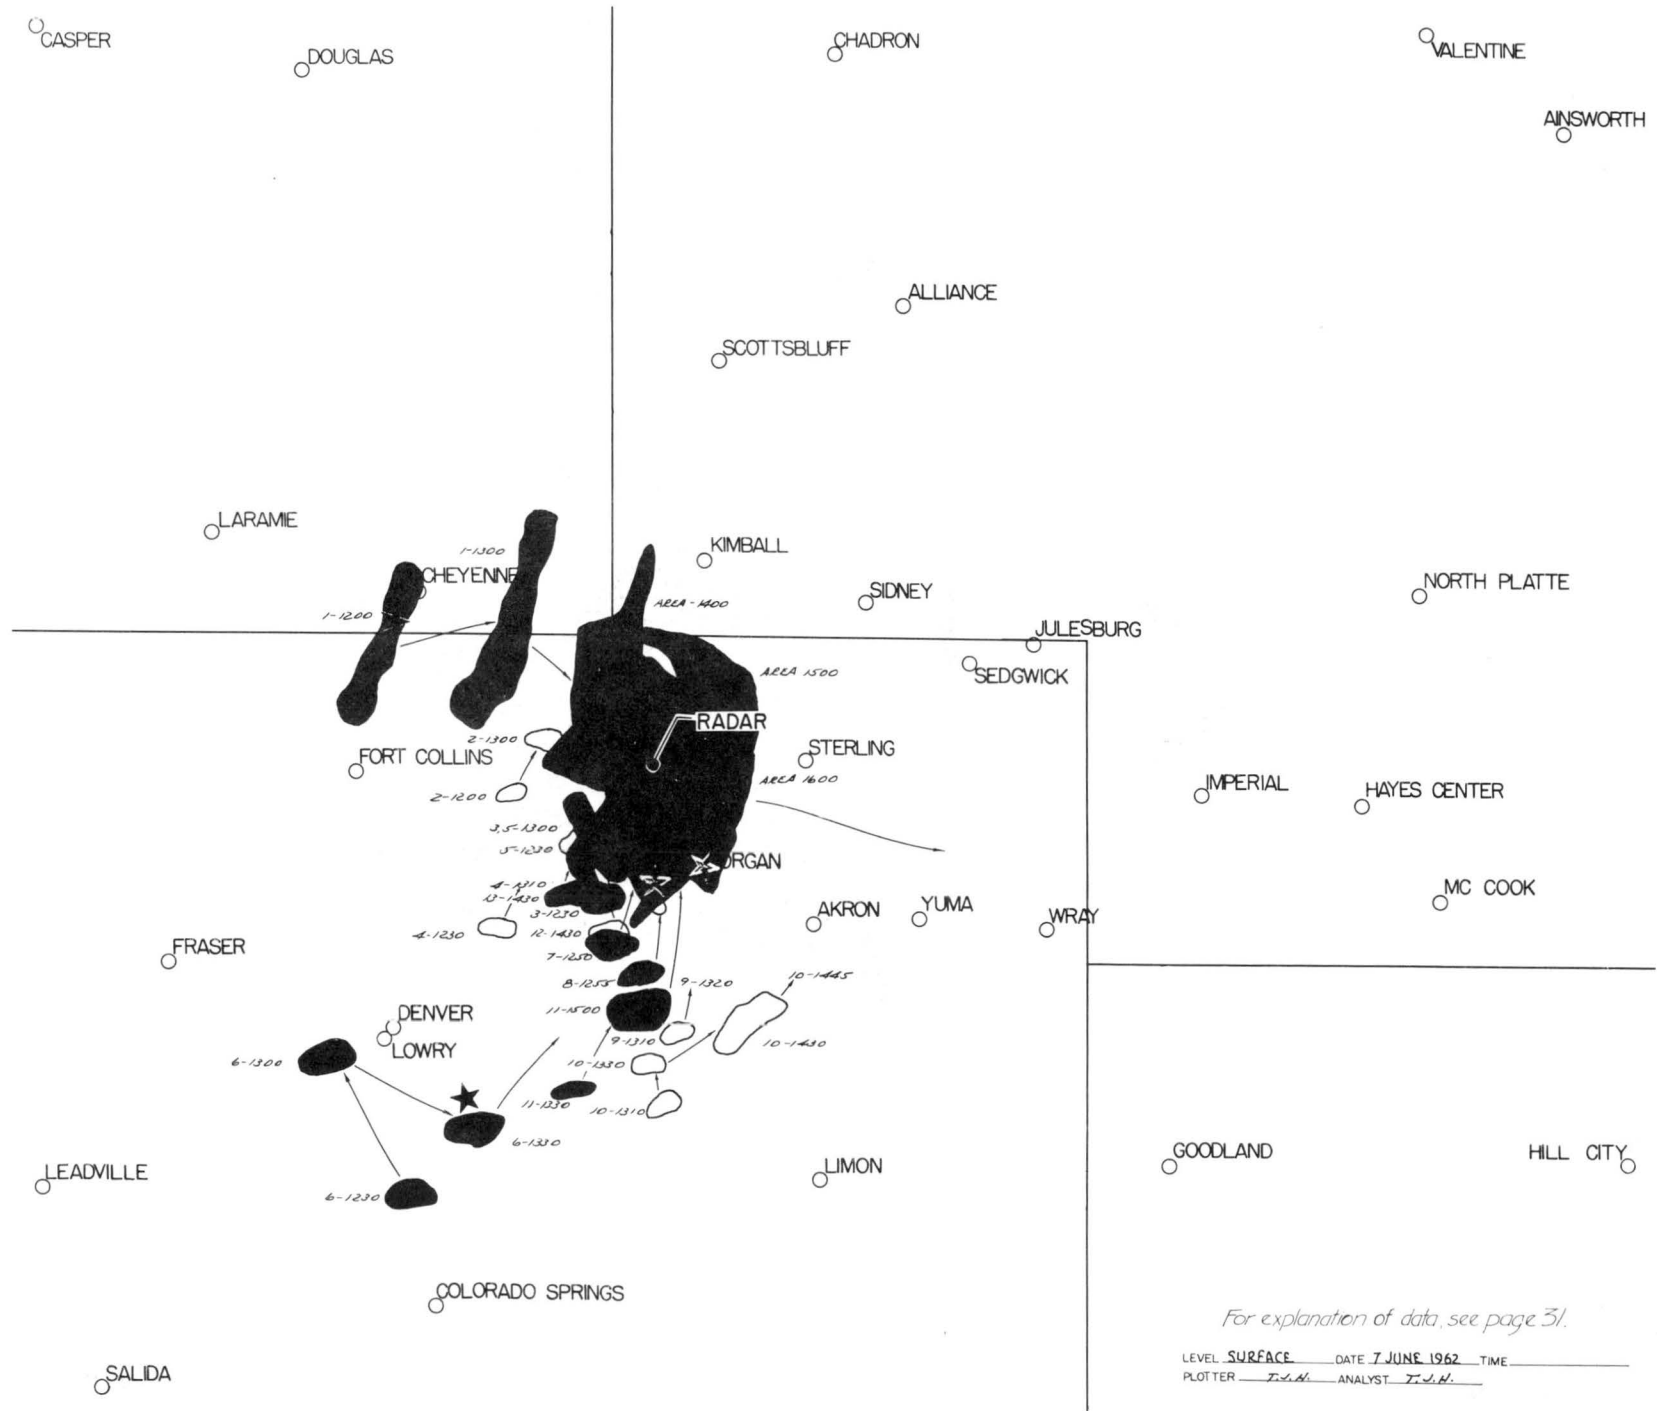 CASPER
DOUGLAS
CHADRON
VALENTINE
AINSWORTH
ALLIANCE
SCOTTSBLUFF
LARAMIE
KIMBALL
1-1300
CHEYENNE
SIDNEY
NORTH PLATTE
AREA-1400
1-1200
JULESBURG
AREA 1500
SEDGWICK
RADAR
2-1300
STERLING
FORT COLLINS
AREA 1600
IMPERIAL
HAYES CENTER
2-1200
3,5-1300
5-1230
ORGAN
4-1310
MC COOK
13-1430
3-1230
AKRON
YUMA
WRAY
4-1230
12-1430
FRASER
7-1250
8-1255
9-1320
10-1445
11-1500
DENVER
9-1310
10-1430
LOWRY
6-1300
10-1330
11-1330
10-1310
6-1330
GOODLAND
HILL CITY
LEADVILLE
LIMON
6-1230
COLORADO SPRINGS
For explanation of data, see page 31.
LEVEL SURFACE DATE 7 JUNE 1962 TIME
PLOTTER T.J.H. ANALYST T.J.H.
SALIDA